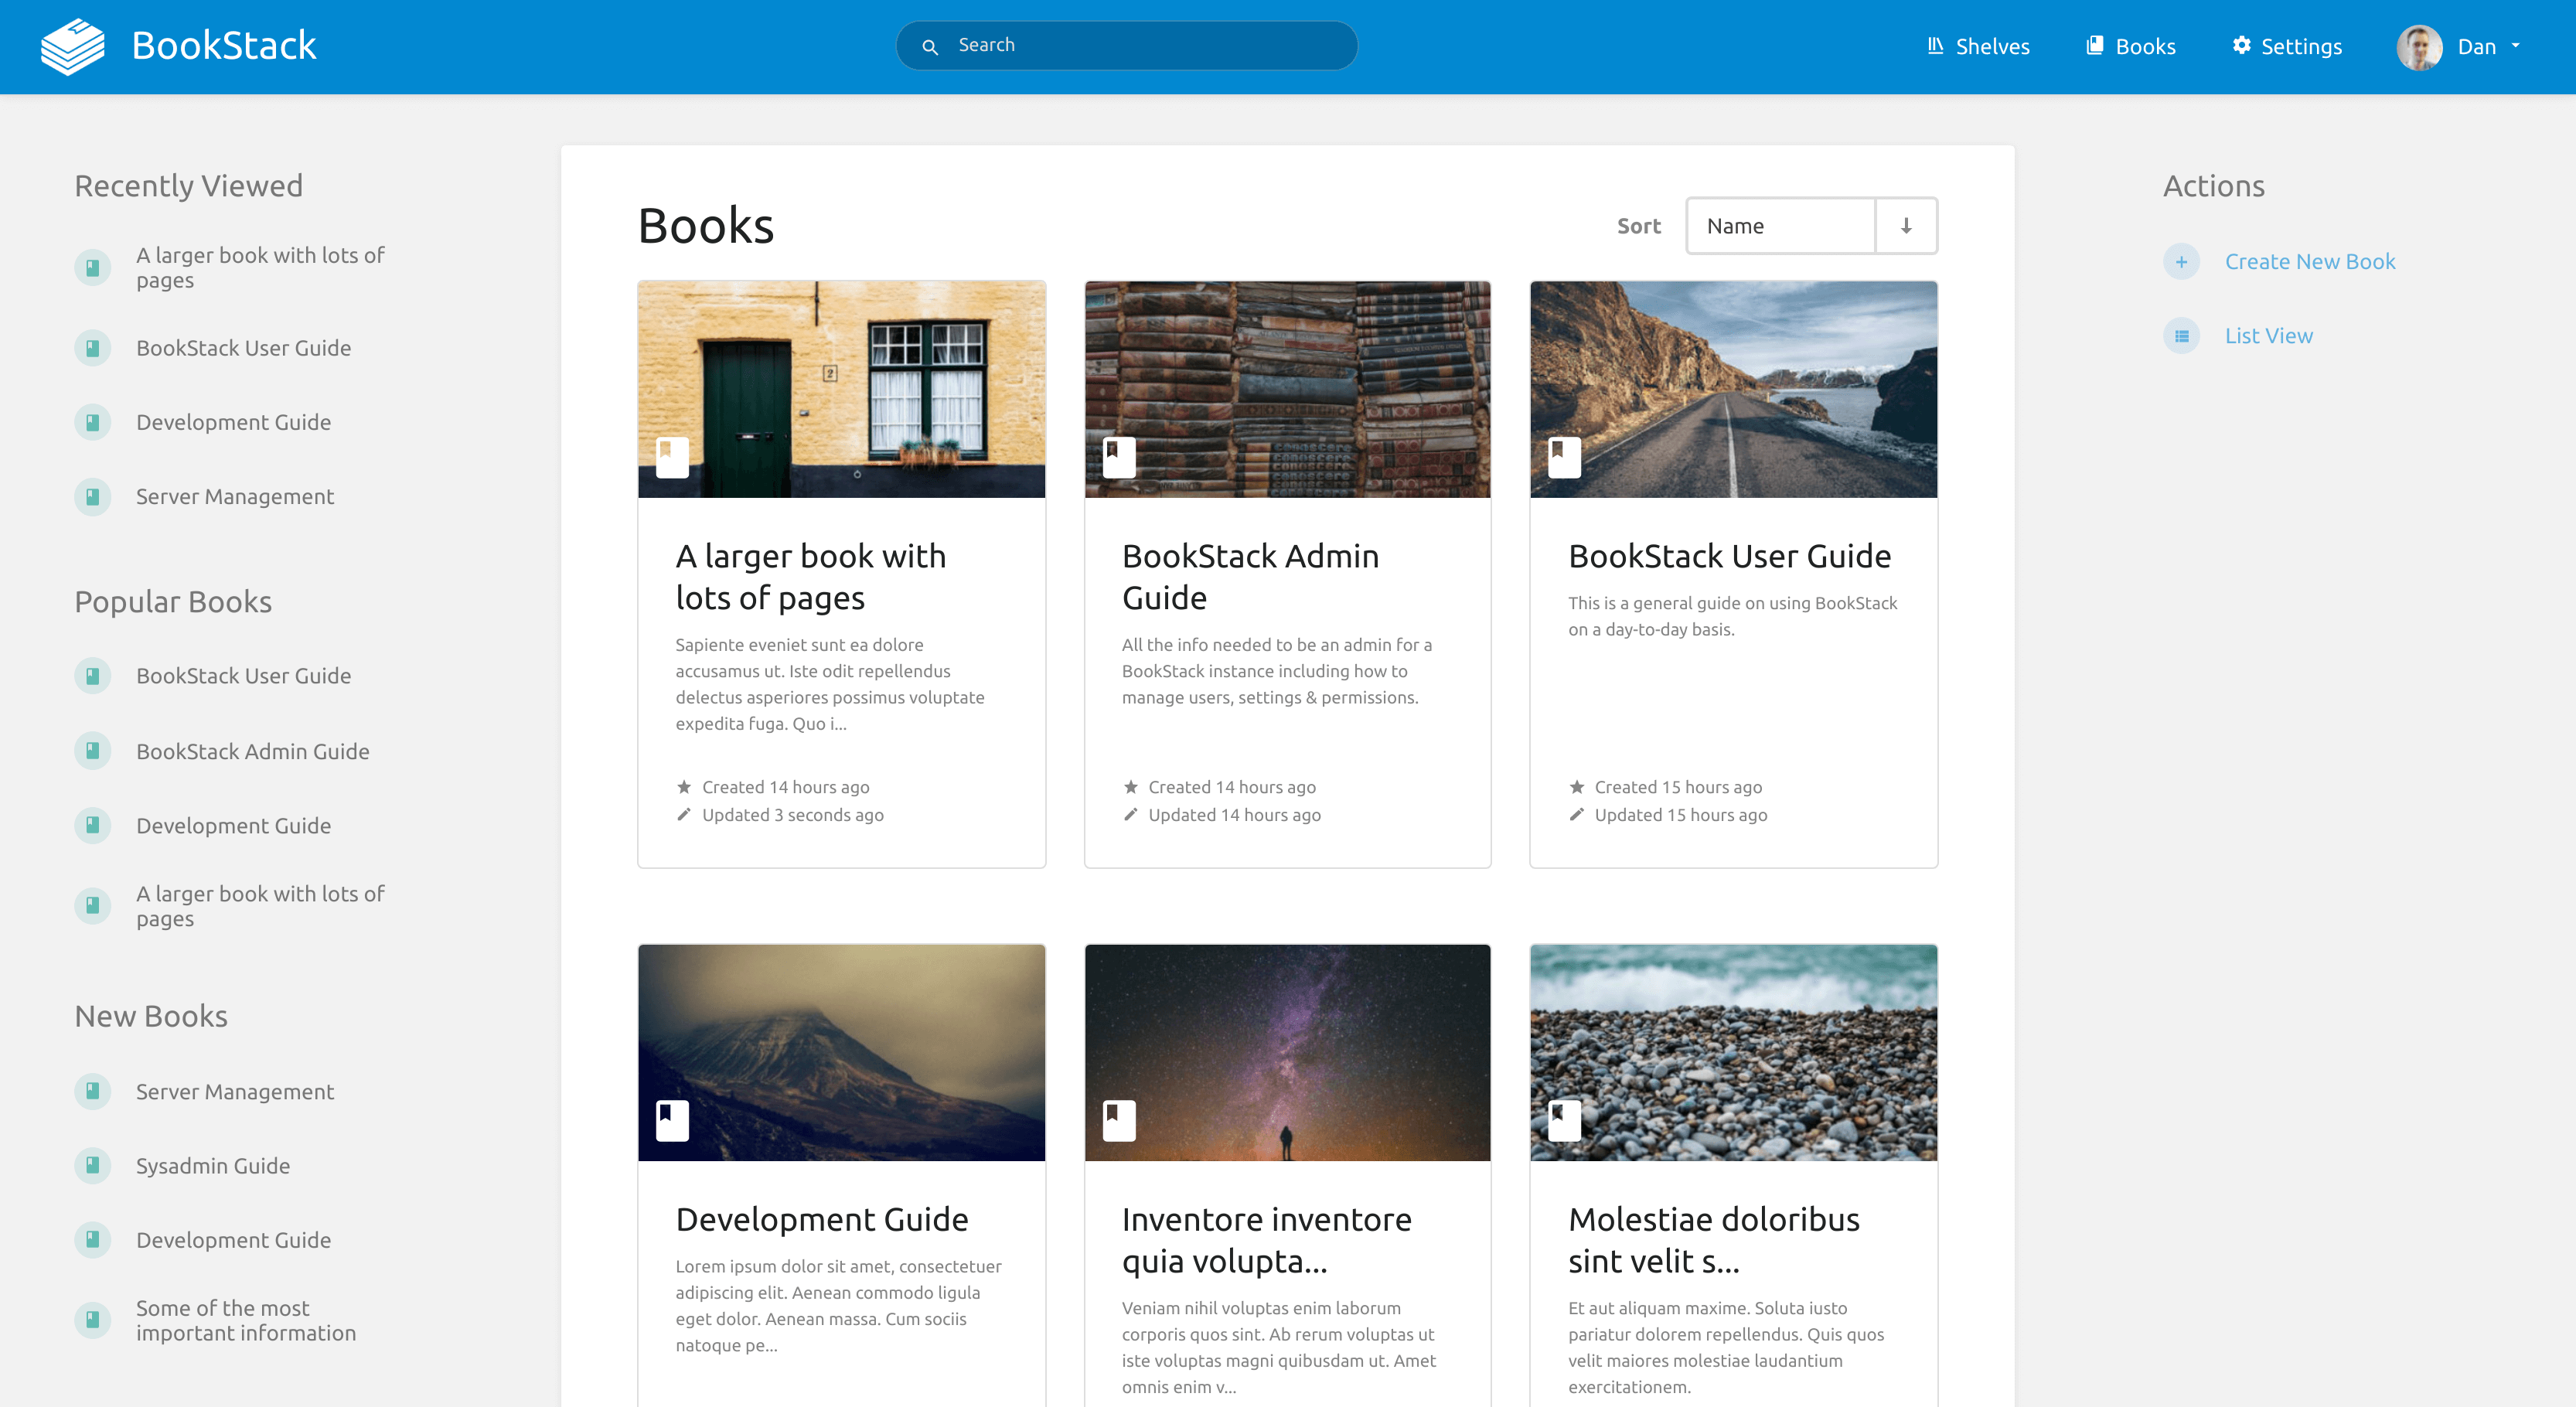 BookStack
Search
Shelves
Books
Settings
Dan
Recently Viewed
A larger book with lots of
pages
BookStack User Guide
Development Guide
Server Management
Popular Books
BookStack User Guide
BookStack Admin Guide
Development Guide
A larger book with lots of
pages
New Books
Server Management
Sysadmin Guide
Development Guide
Some of the most
important information
Books
Sort
Name
2
A larger book with
lots of pages
Sapiente eveniet sunt ea dolore
accusamus ut. Iste odit repellendus
delectus asperiores possimus voluptate
expedita fuga. Quo i...
Created 14 hours ago
Updated 3 seconds ago
BookStack Admin
Guide
All the info needed to be an admin for a
BookStack instance including how to
manage users, settings & permissions.
Created 14 hours ago
Updated 14 hours ago
BookStack User Guide
This is a general guide on using BookStack
on a day-to-day basis.
Created 15 hours ago
Updated 15 hours ago
Development Guide
Lorem ipsum dolor sit amet, consectetuer
adipiscing elit. Aenean commodo ligula
eget dolor. Aenean massa. Cum sociis
natoque pe...
Inventore inventore
quia volupta...
Veniam nihil voluptas enim laborum
corporis quos sint. Ab rerum voluptas ut
iste voluptas magni quibusdam ut. Amet
omnis enim v...
Molestiae doloribus
sint velit s...
Et aut aliquam maxime. Soluta iusto
pariatur dolorem repellendus. Quis quos
velit maiores molestiae laudantium
exercitationem.
Actions
Create New Book
List View